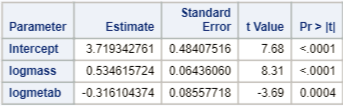 Parameter Estimate Standard Error t Value Pr > |t|
Intercept 3.719342761 0.48407516 7.68 <.0001
logmass 0.534615724 0.06436060 8.31 <.0001
logmetab -0.316104374 0.08557718 -3.69 0.0004